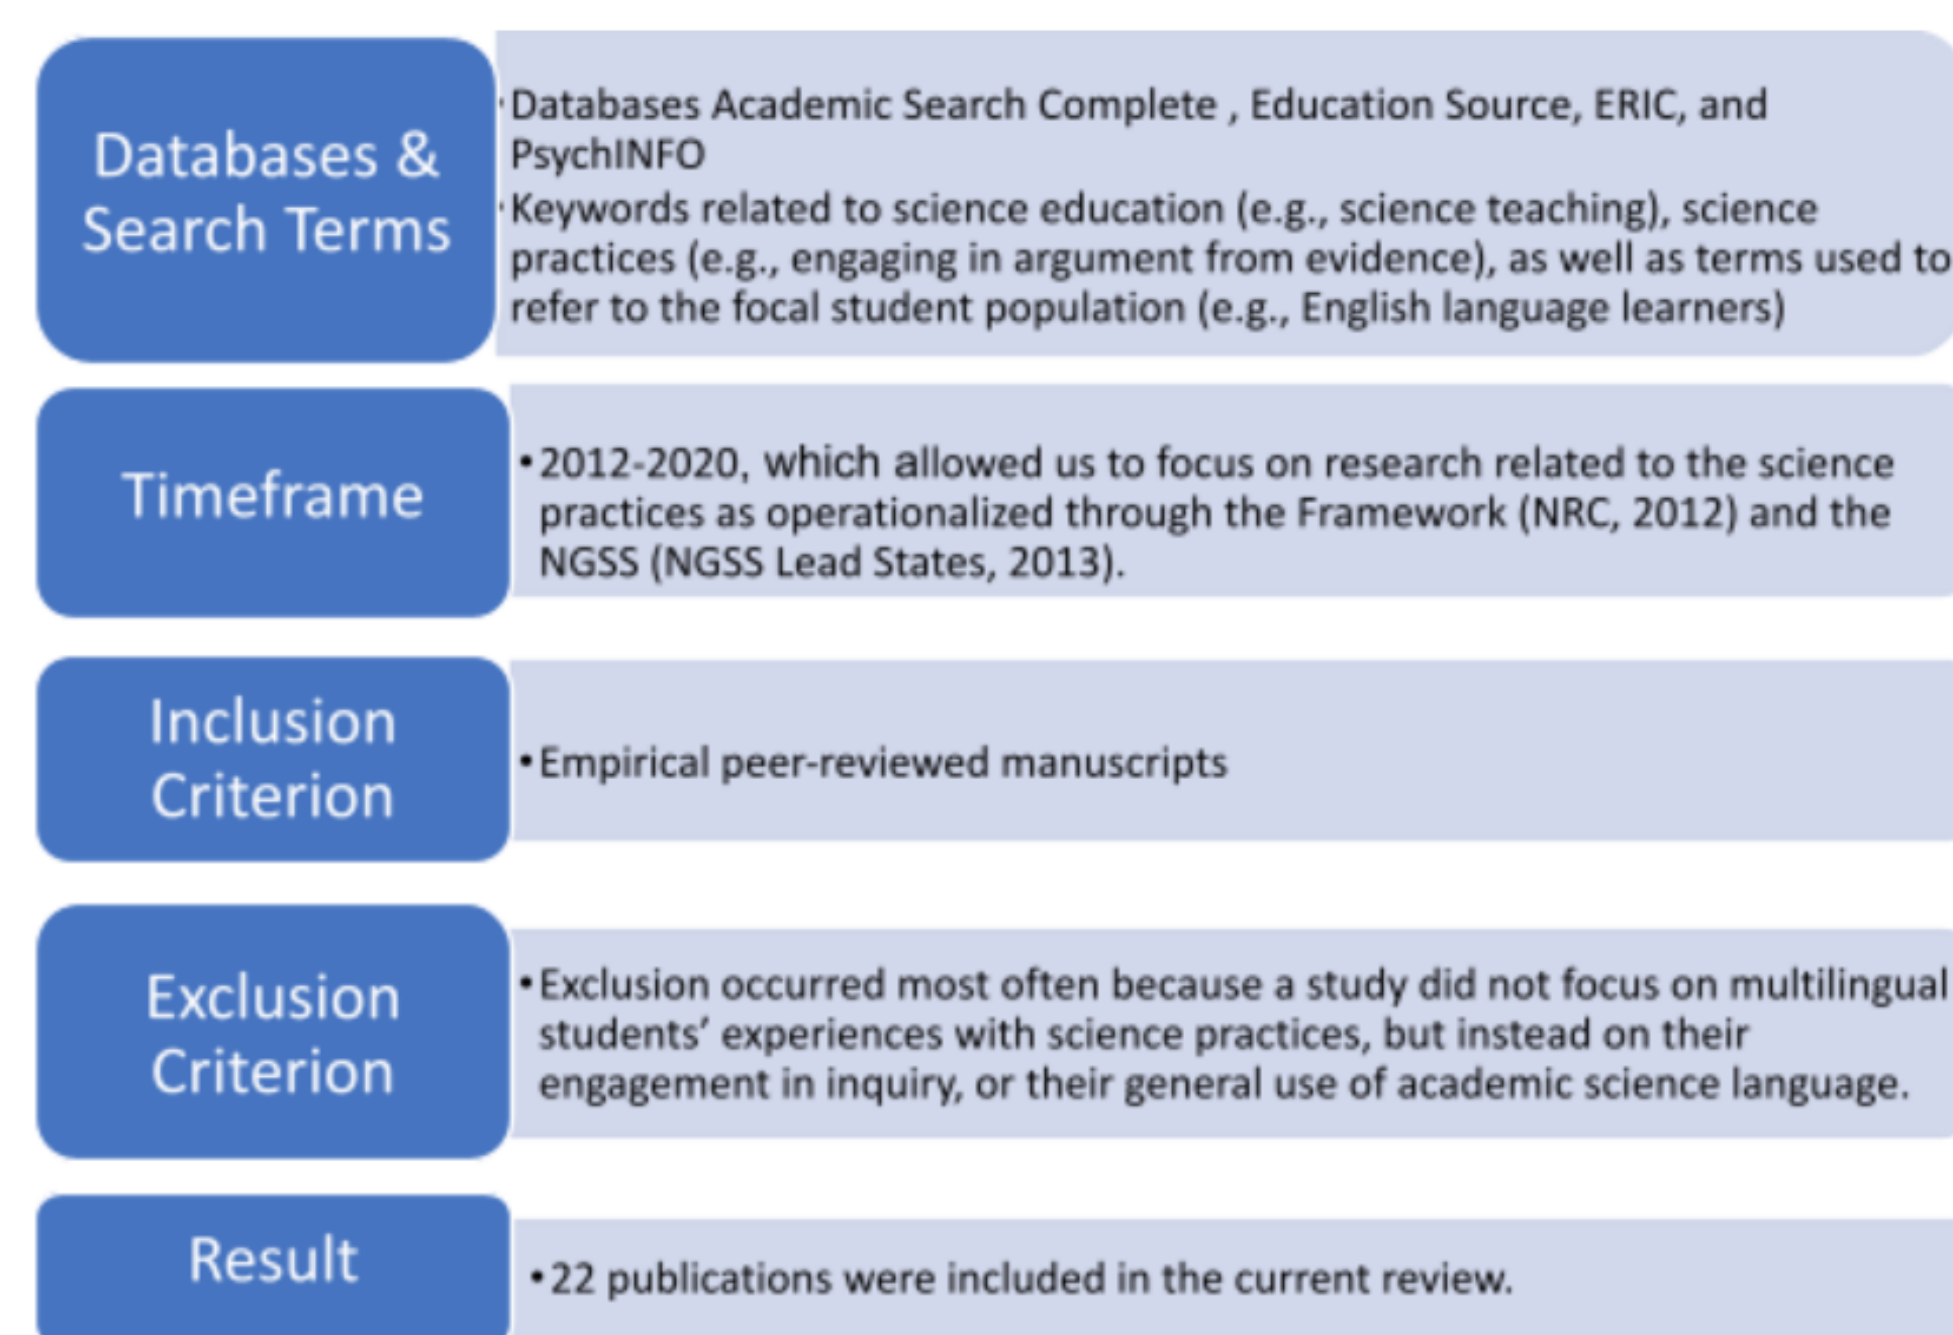 Databases &
Search Terms
·Databases Academic Search Complete , Education Source, ERIC, and
PsychINFO
·Keywords related to science education (e.g., science teaching), science
practices (e.g., engaging in argument from evidence), as well as terms used to
refer to the focal student population (e.g., English language learners)
Timeframe
•2012-2020, which allowed us to focus on research related to the science
practices as operationalized through the Framework (NRC, 2012) and the
NGSS (NGSS Lead States, 2013).
Inclusion
Criterion
•Empirical peer-reviewed manuscripts
Exclusion
Criterion
•Exclusion occurred most often because a study did not focus on multilingual
students’ experiences with science practices, but instead on their
engagement in inquiry, or their general use of academic science language.
Result
•22 publications were included in the current review.